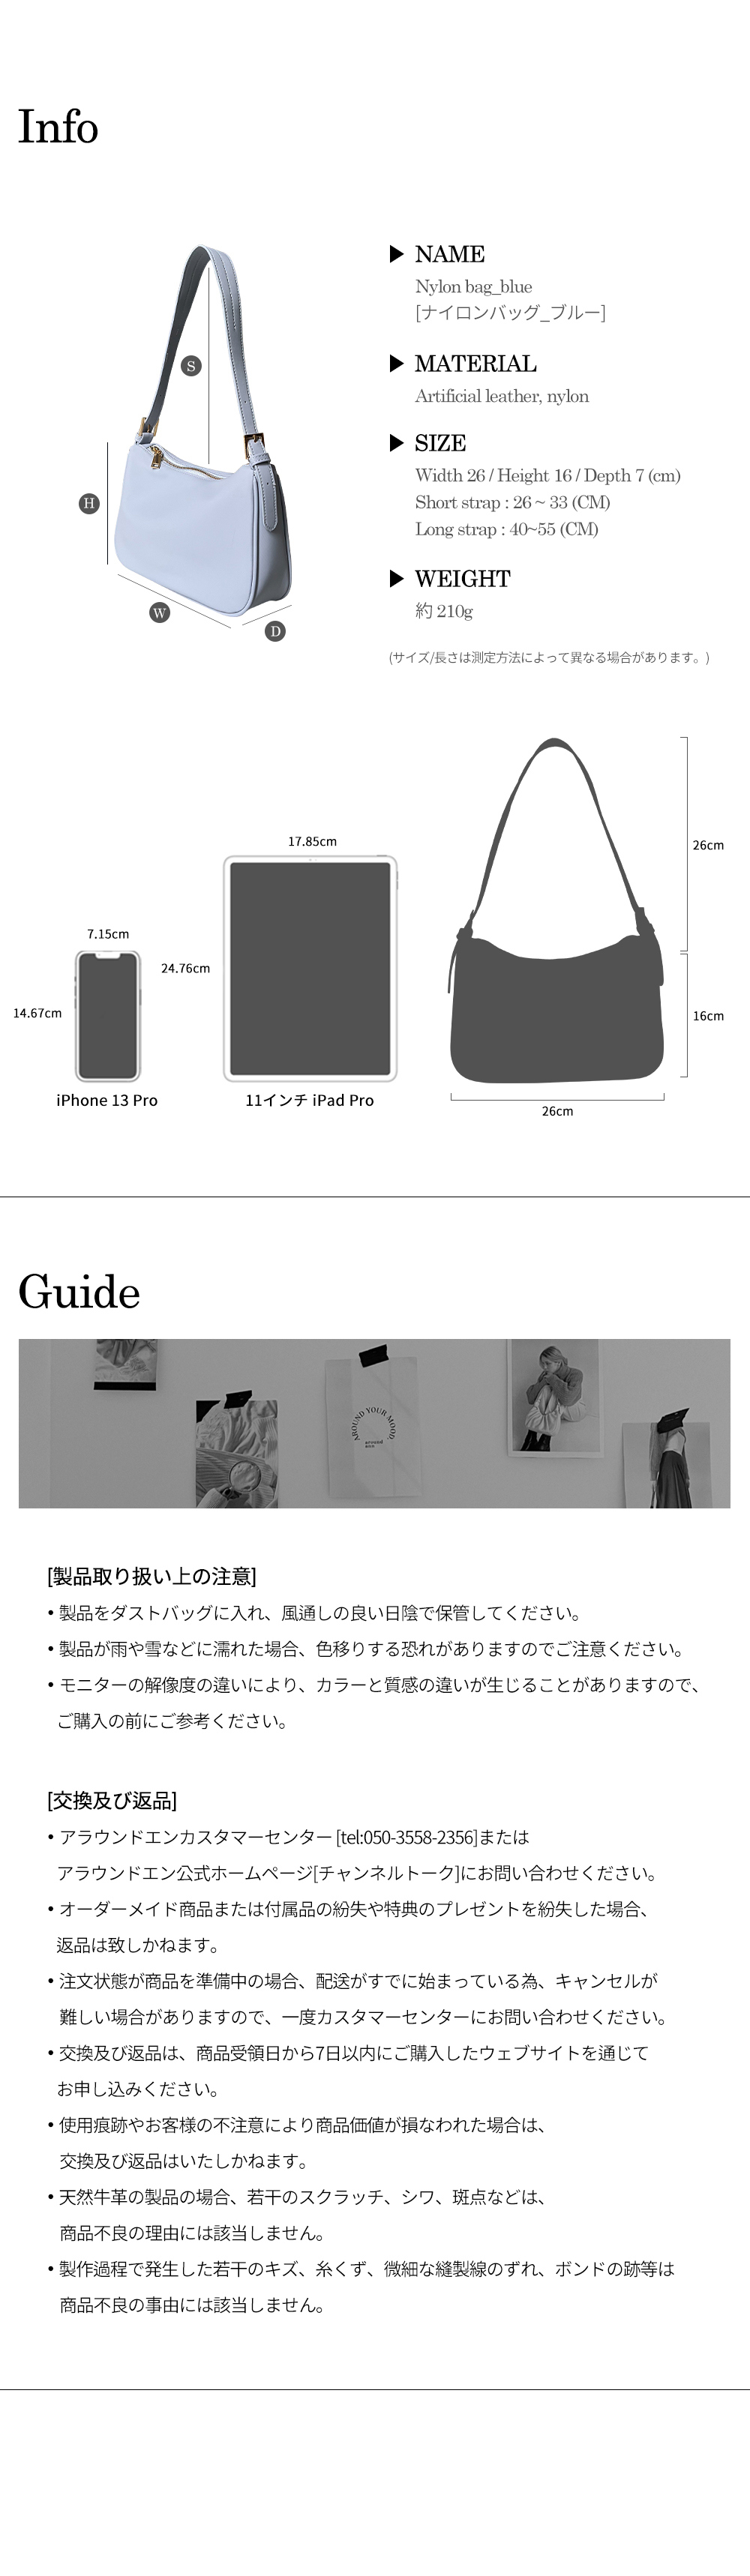 Info
NAME
Nylon bag_blue
[ナイロンバッグ_ブルー]
MATERIAL
Artificial leather, nylon
SIZE
Width 26 / Height 16 / Depth 7 (cm)
Short strap : 26 ~ 33 (CM)
Long strap : 40~55 (CM)
WEIGHT
約 210g
(サイズ/長さは測定方法によって異なる場合があります。)
S
H
W
D
7.15cm
14.67cm
iPhone 13 Pro
17.85cm
24.76cm
11インチ iPad Pro
26cm
16cm
26cm
Guide
AROUND YOUR MOOD
around
[製品取り扱い上の注意]
• 製品をダストバッグに入れ、風通しの良い日陰で保管してください。
• 製品が雨や雪などに濡れた場合、色移りする恐れがありますのでご注意ください。
• モニターの解像度の違いにより、カラーと質感の違いが生じることがありますので、
ご購入の前にご参考ください。
[交換及び返品]
• アラウンドエンカスタマーセンター [tel:050-3558-2356]または
アラウンドエン公式ホームページ[チャンネルトーク]にお問い合わせください。
• オーダーメイド商品または付属品の紛失や特典のプレゼントを紛失した場合、
返品は致しかねます。
• 注文状態が商品を準備中の場合、配送がすでに始まっている為、キャンセルが
難しい場合がありますので、一度カスタマーセンターにお問い合わせください。
• 交換及び返品は、商品受領日から7日以内にご購入したウェブサイトを通じて
お申し込みください。
• 使用痕跡やお客様の不注意により商品価値が損なわれた場合は、
交換及び返品はいたしかねます。
• 天然牛革の製品の場合、若干のスクラッチ、シワ、斑点などは、
商品不良の理由には該当しません。
• 製作過程で発生した若干のキズ、糸くず、微細な縫製線のずれ、ボンドの跡等は
商品不良の事由には該当しません。